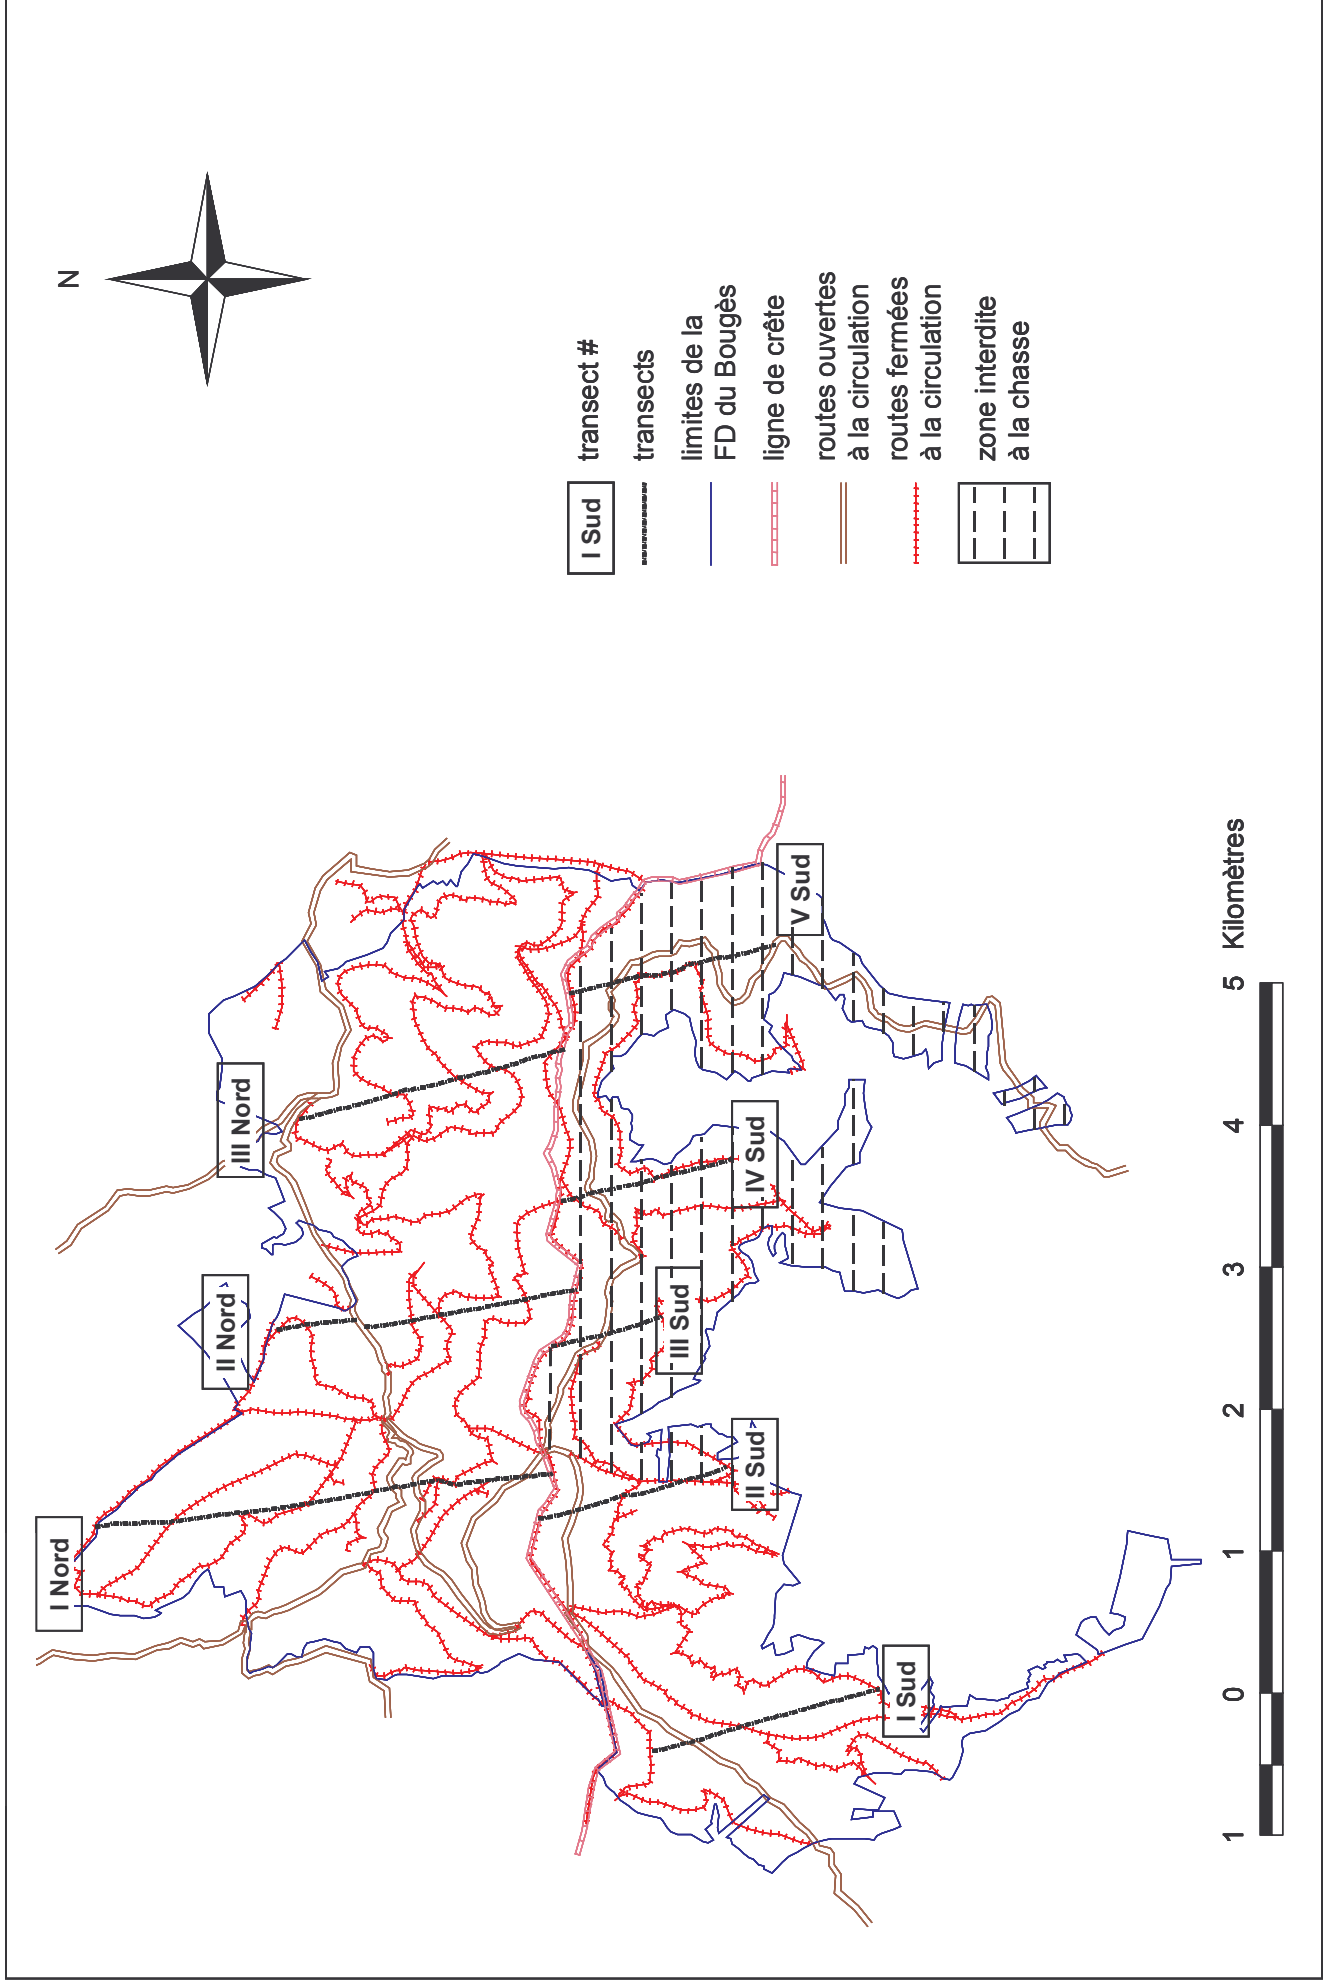 N
I Nord
II Nord
III Nord
I Sud
II Sud
III Sud
IV Sud
V Sud
I Sud
transect #
transects
limites de la
FD du Bougès
ligne de crête
routes ouvertes
à la circulation
routes fermées
à la circulation
zone interdite
à la chasse
1 0 1 2 3 4 5 Kilomètres